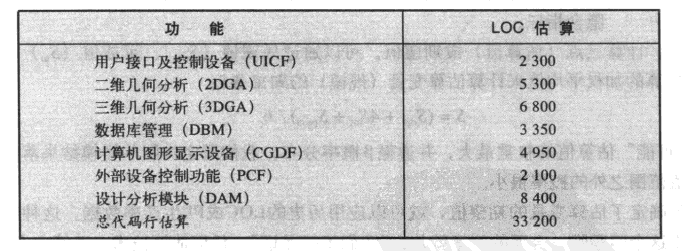 功 能 LOC 估 算
用户接口及控制设备（UICF） 2 300
二维几何分析（2DGA） 5 300
三维几何分析（3DGA） 6 800
数据库管理（DBM） 3 350
计算机图形显示设备（CGDF） 4 950
外部设备控制功能（PCF） 2 100
设计分析模块（DAM） 8 400
总代码行估算 33 200